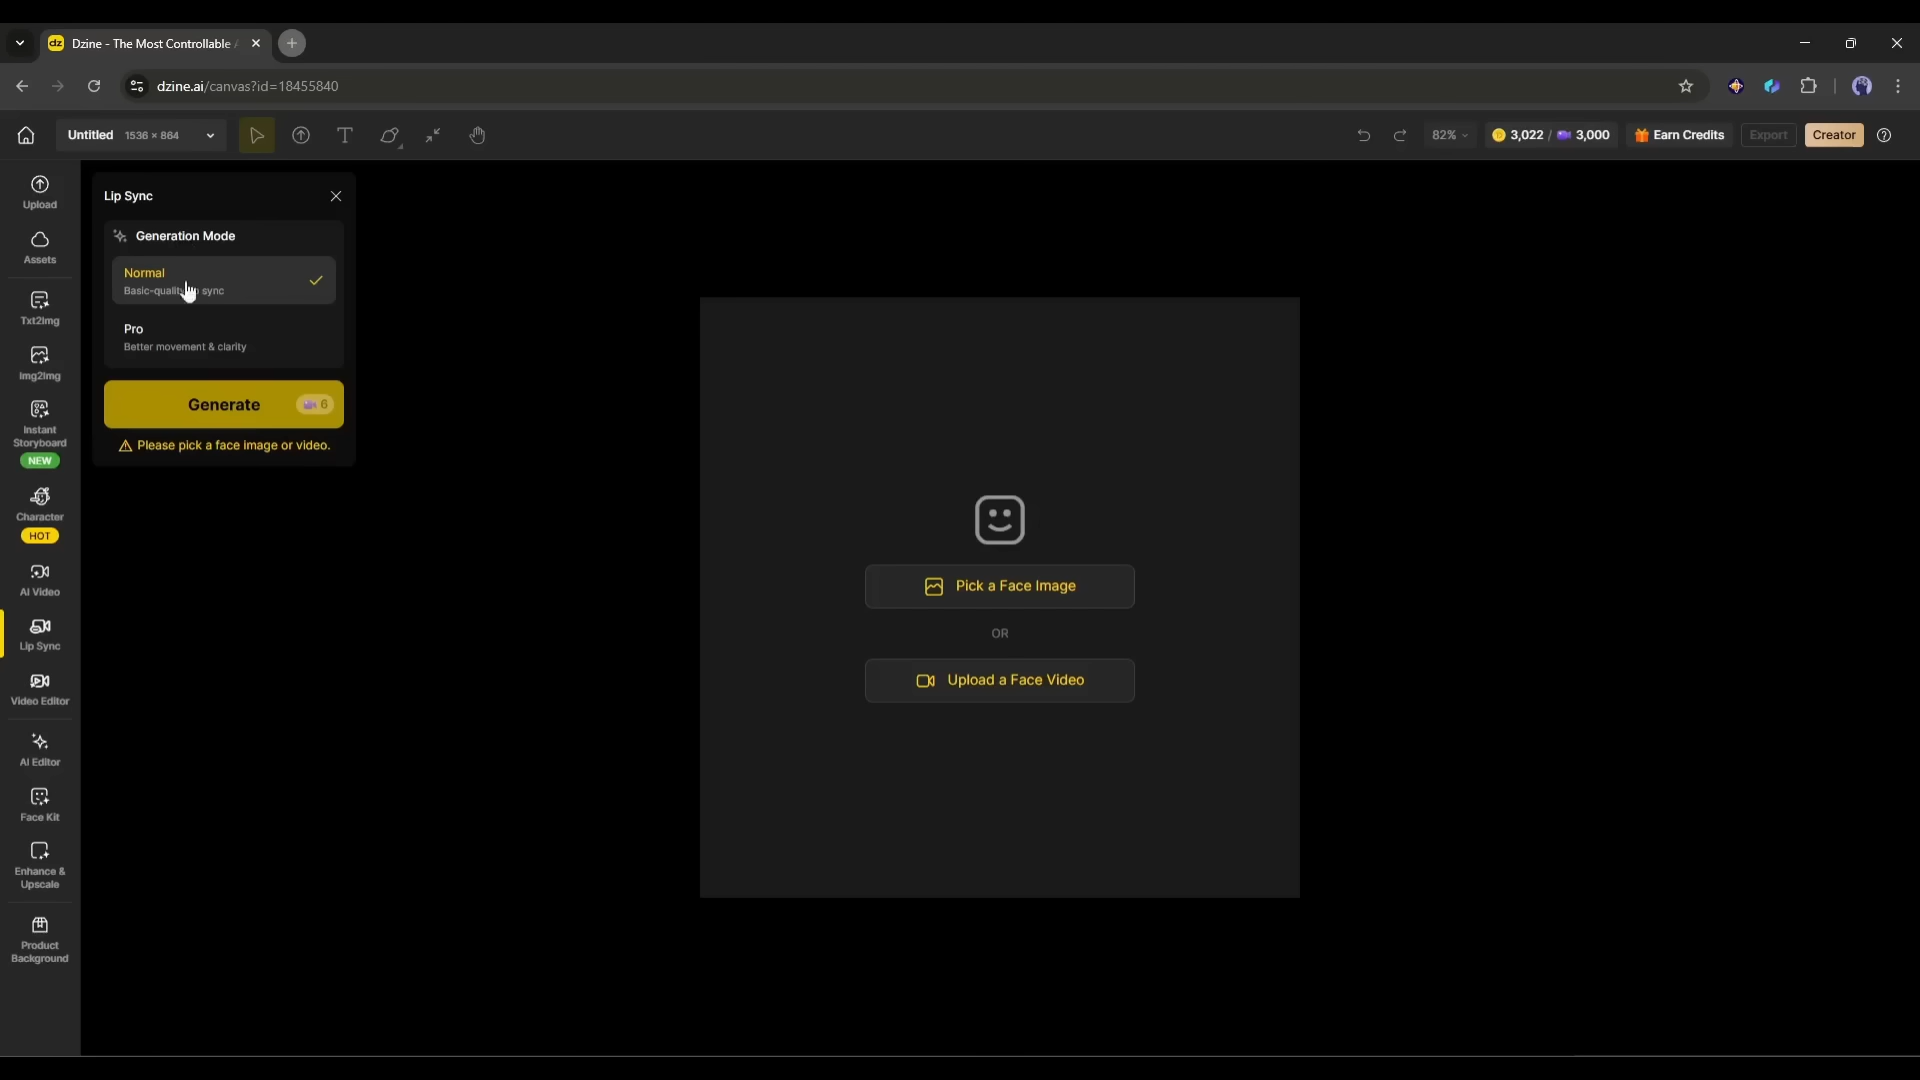 Dzine - The Most Controllable
dzine.ai/canvas?id=18455840
Untitled 1536 × 864
82%
3,022 / 3,000
Earn Credits
Export
Creator
Upload
Assets
Txt2Img
Img2Img
Instant
Storyboard
NEW
Character
HOT
AI Video
Lip Sync
Video Editor
AI Editor
Face Kit
Enhance &
Upscale
Product
Background
Lip Sync
Generation Mode
Normal
Basic-quality sync
Pro
Better movement & clarity
Generate 6
Please pick a face image or video.
Pick a Face Image
OR
Upload a Face Video